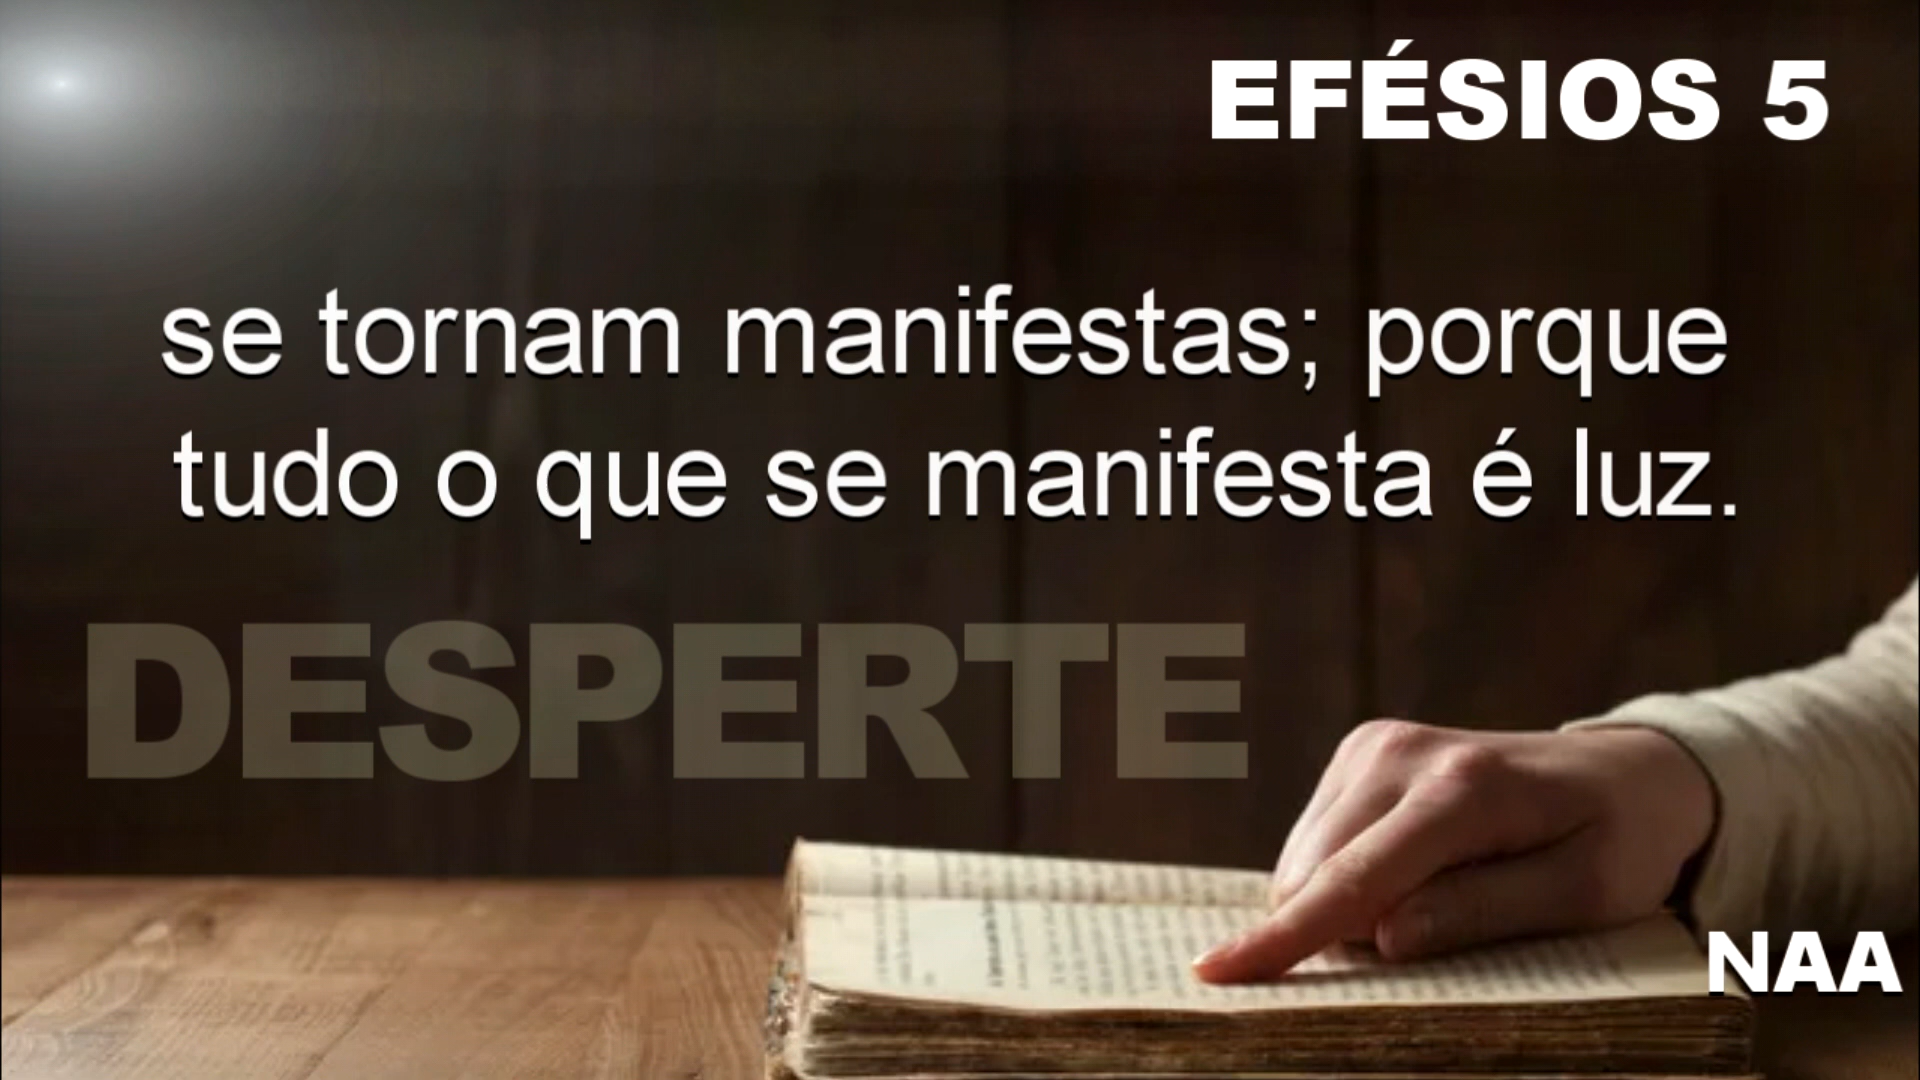 EFÉSIOS 5
se tornam manifestas; porque
tudo o que se manifesta é luz.
DESPERTE
NAA